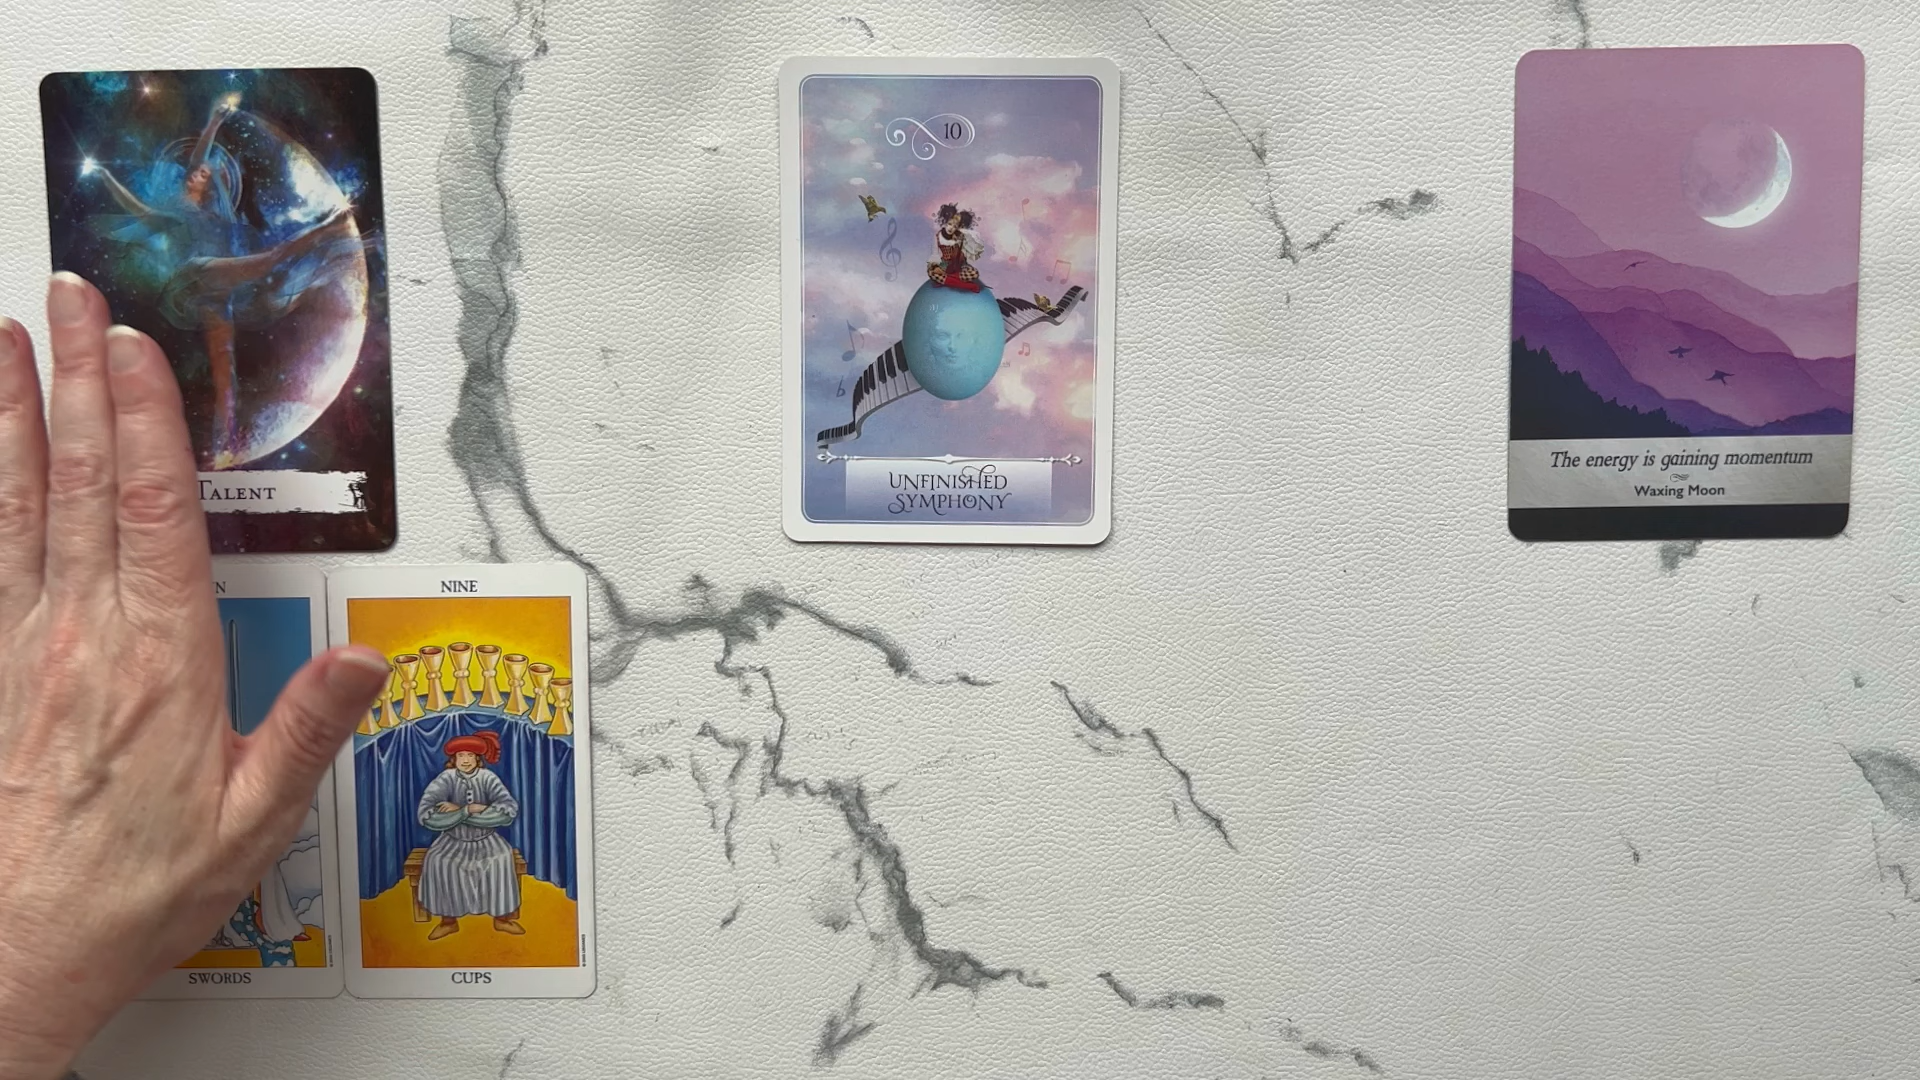 TALENT
10
UNFINISHED
SYMPHONY
The energy is gaining momentum
Waxing Moon
N
SWORDS
NINE
CUPS